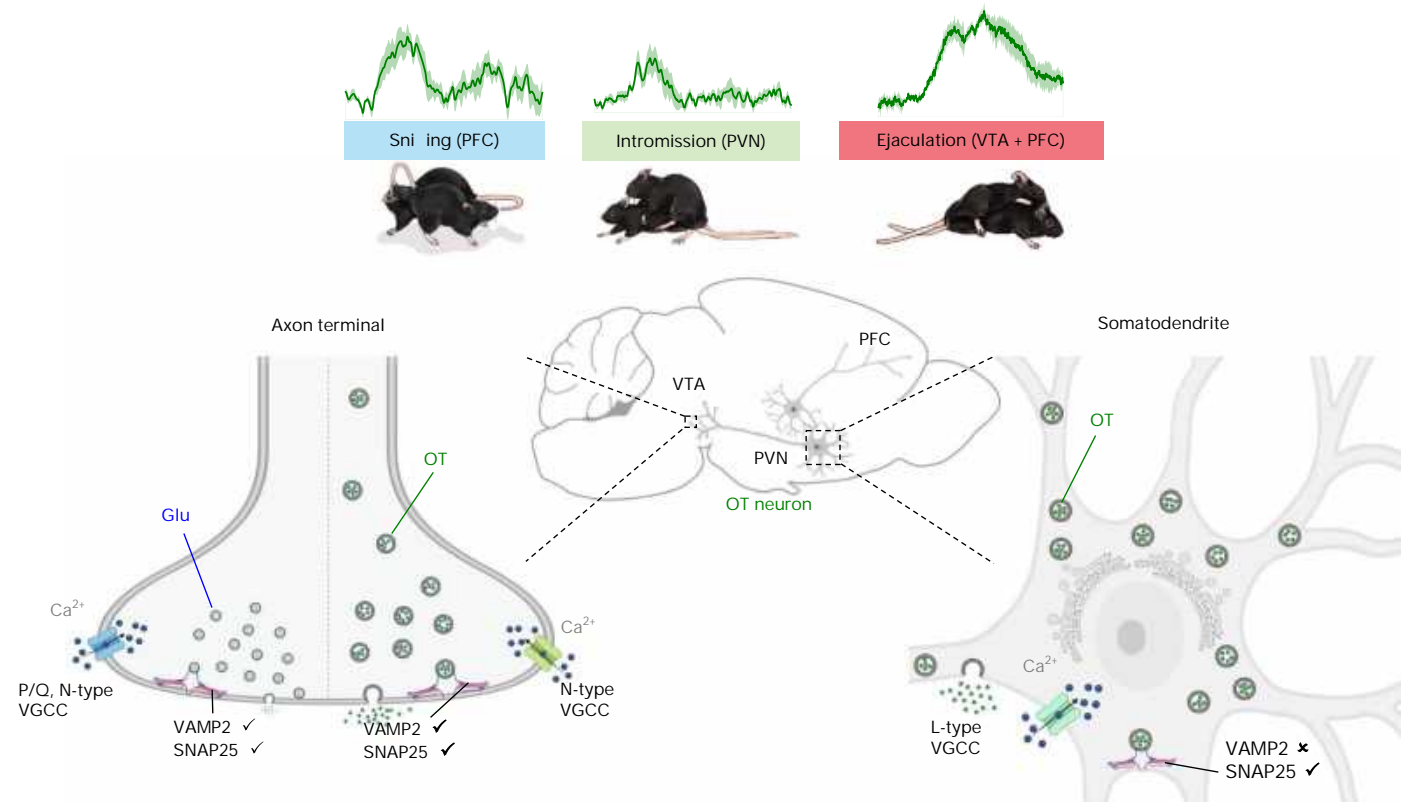 Sni ing (PFC)
Intromission (PVN)
Ejaculation (VTA + PFC)
Axon terminal
Somatodendrite
PFC
VTA
PVN
OT neuron
OT
Glu
Ca2+
Ca2+
P/Q, N-type
VGCC
N-type
VGCC
VAMP2 ✓
SNAP25 ✓
VAMP2 ✓
SNAP25 ✓
OT
Ca2+
L-type
VGCC
VAMP2 ✘
SNAP25 ✓